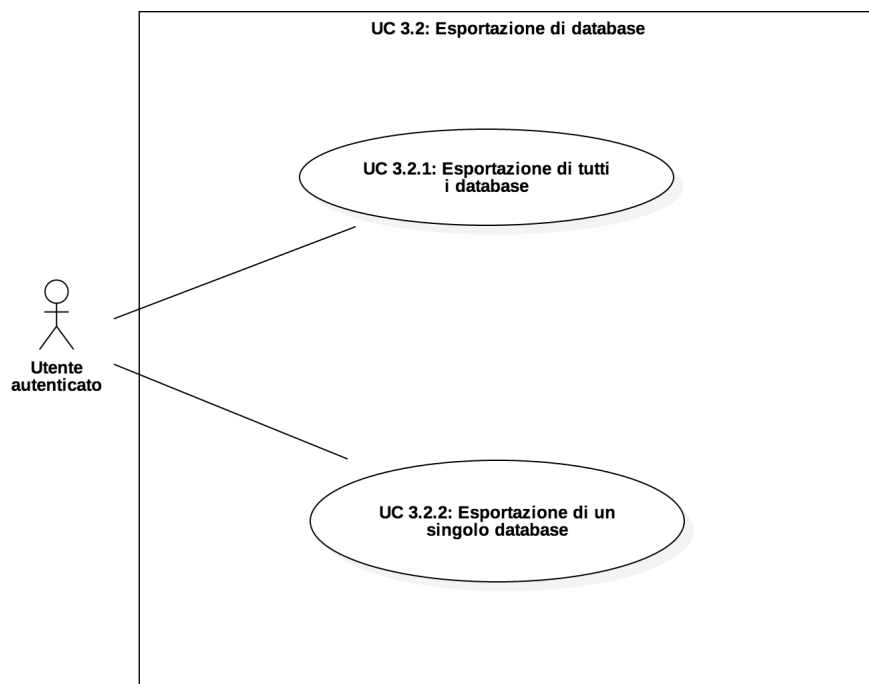 UC 3.2: Esportazione di database
UC 3.2.1: Esportazione di tutti
i database
Utente
autenticato
UC 3.2.2: Esportazione di un
singolo database